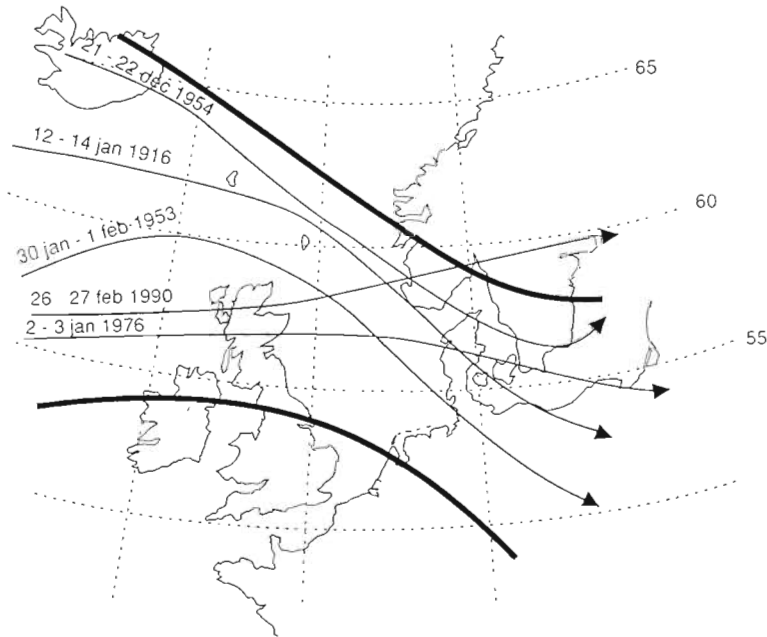 21 - 22 dec 1954
65
12 - 14 jan 1916
60
30 jan - 1 feb 1953
26 27 feb 1990
2 - 3 jan 1976
55